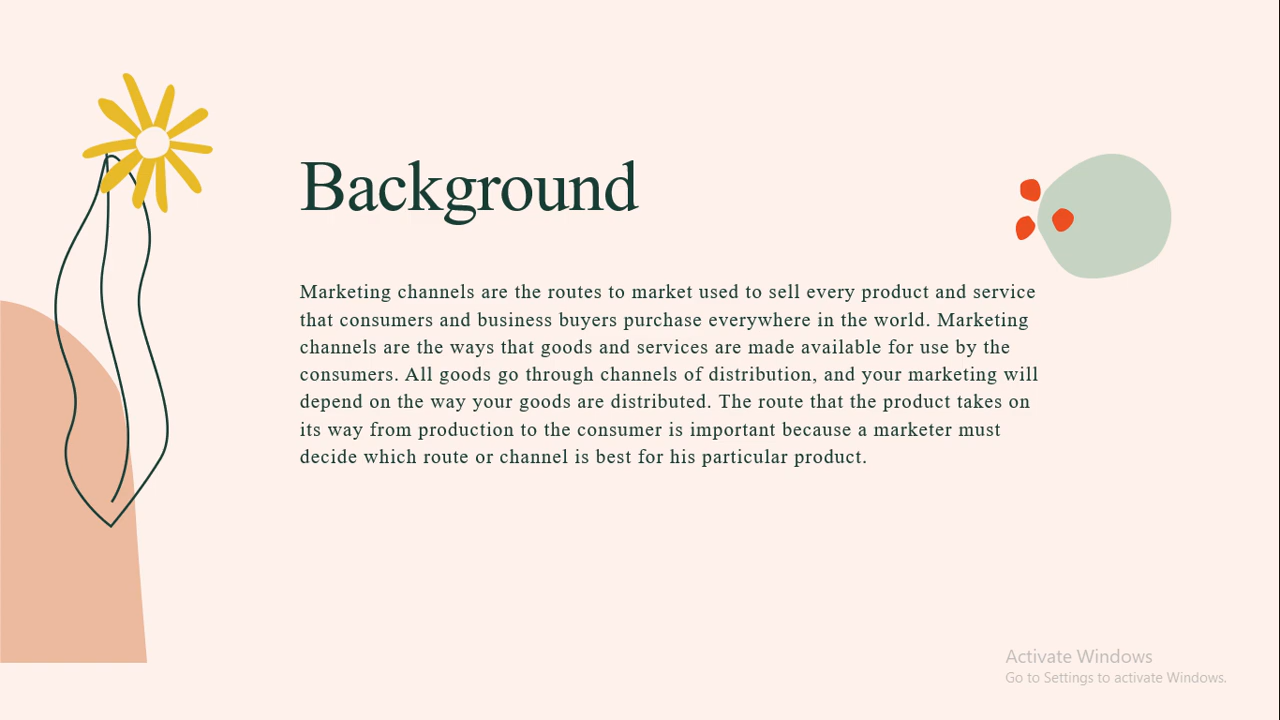 Background
Marketing channels are the routes to market used to sell every product and service
that consumers and business buyers purchase everywhere in the world. Marketing
channels are the ways that goods and services are made available for use by the
consumers. All goods go through channels of distribution, and your marketing will
depend on the way your goods are distributed. The route that the product takes on
its way from production to the consumer is important because a marketer must
decide which route or channel is best for his particular product.
Activate Windows
Go to Settings to activate Windows.